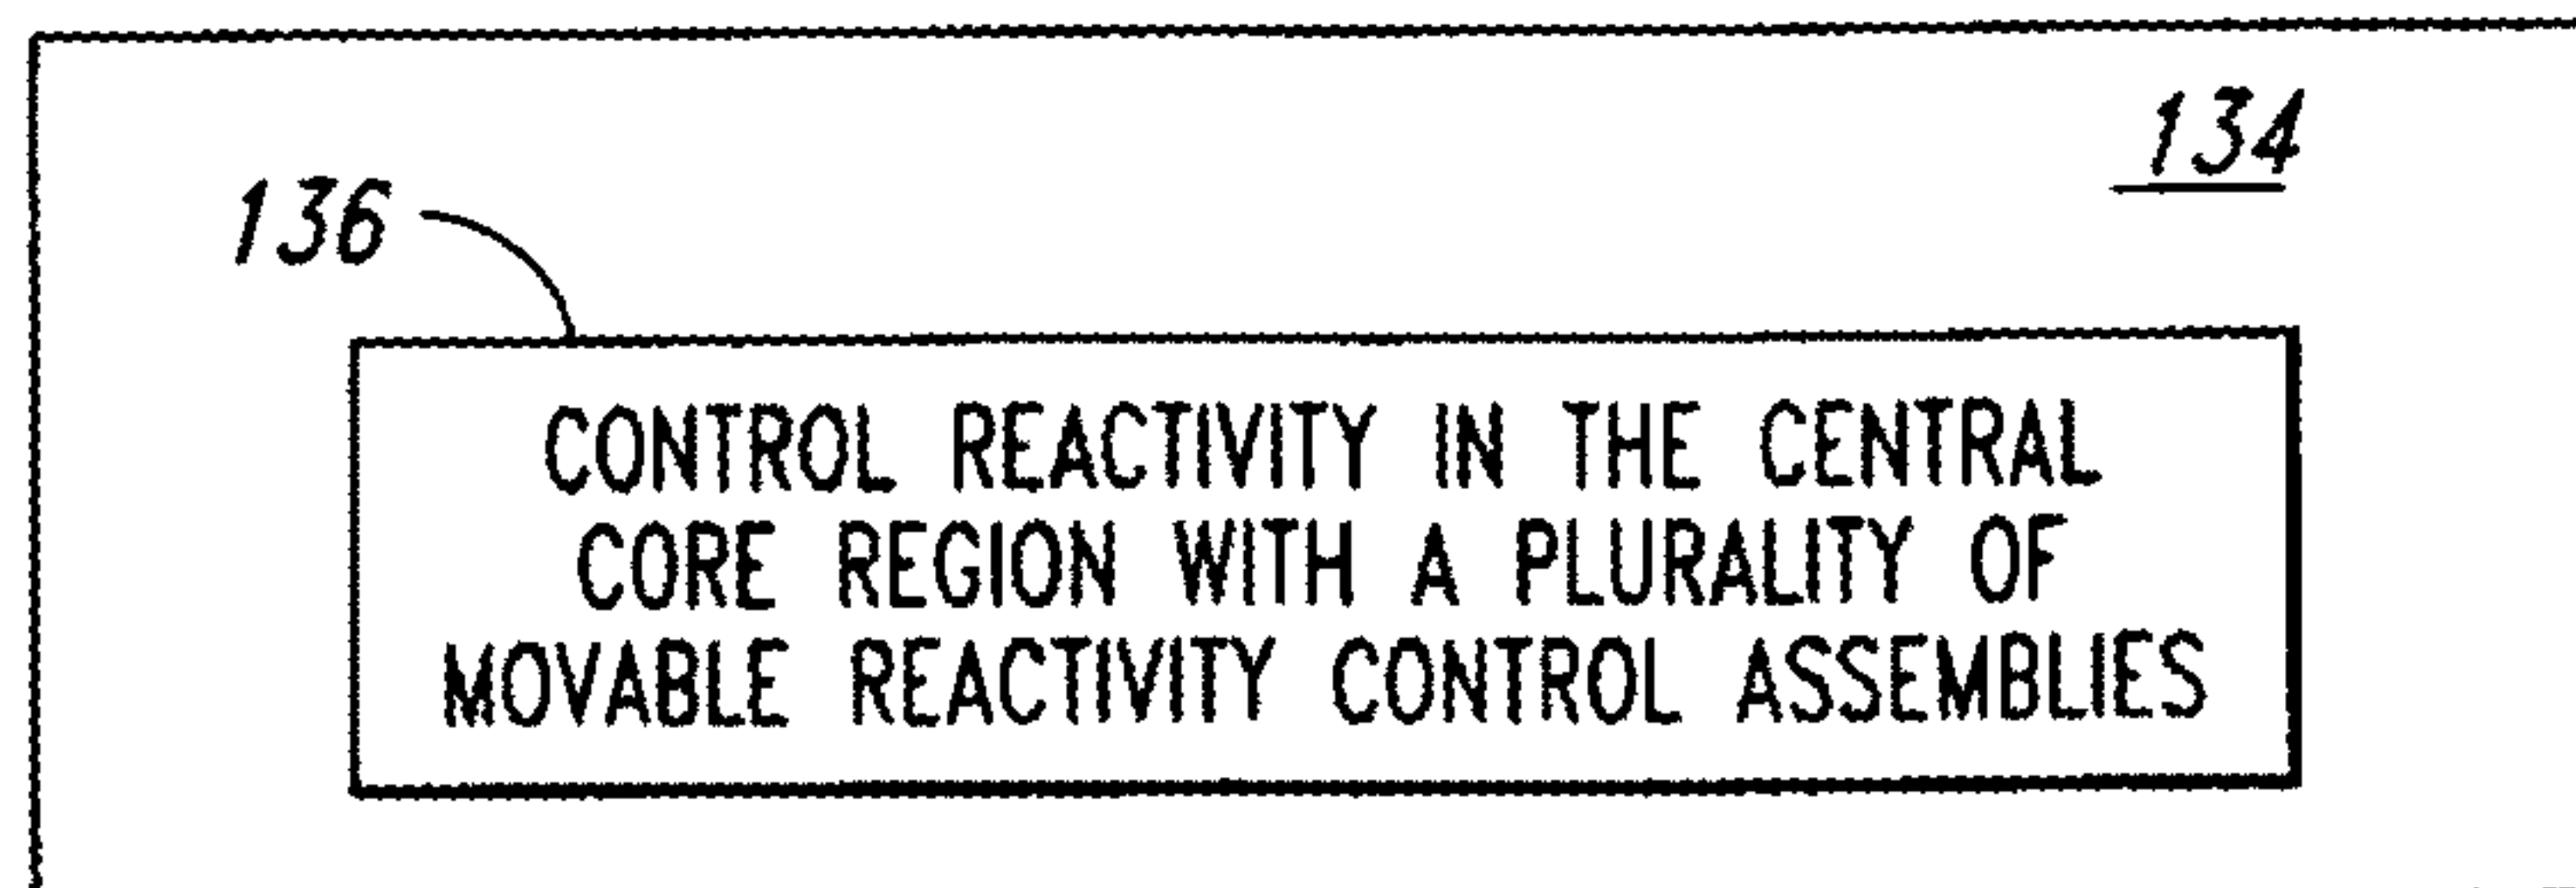 134
136
CONTROL REACTIVITY IN THE CENTRAL
CORE REGION WITH A PLURALITY OF
MOVABLE REACTIVITY CONTROL ASSEMBLIES